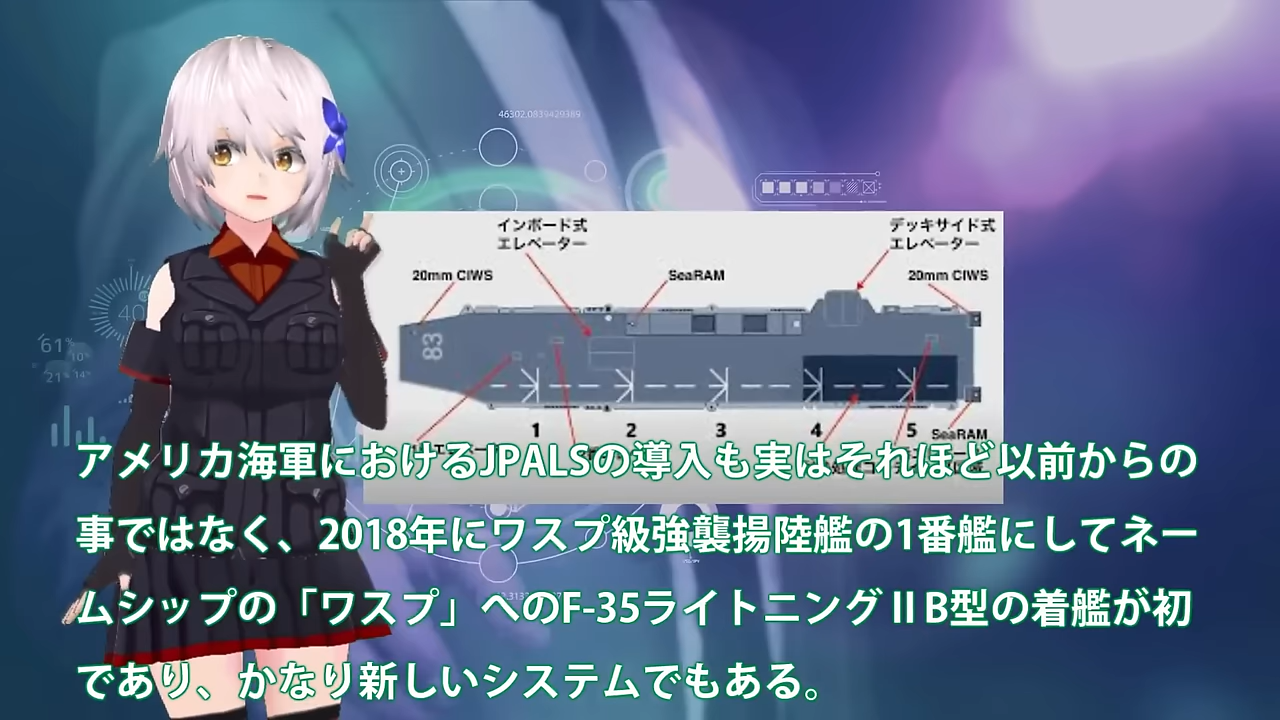 46302.0839429389
インボード式
エレベーター
デッキサイド式
エレベーター
20mm CIWS
SeaRAM
20mm CIWS
40
61%
10%
21%
14%
83
1
2
3
4
5
SeaRAM
アメリカ海軍におけるJPALSの導入も実はそれほど以前からの
事ではなく、2018年にワスプ級強襲揚陸艦の1番艦にしてネー
ムシップの「ワスプ」へのF-35ライトニングⅡB型の着艦が初
であり、かなり新しいシステムでもある。